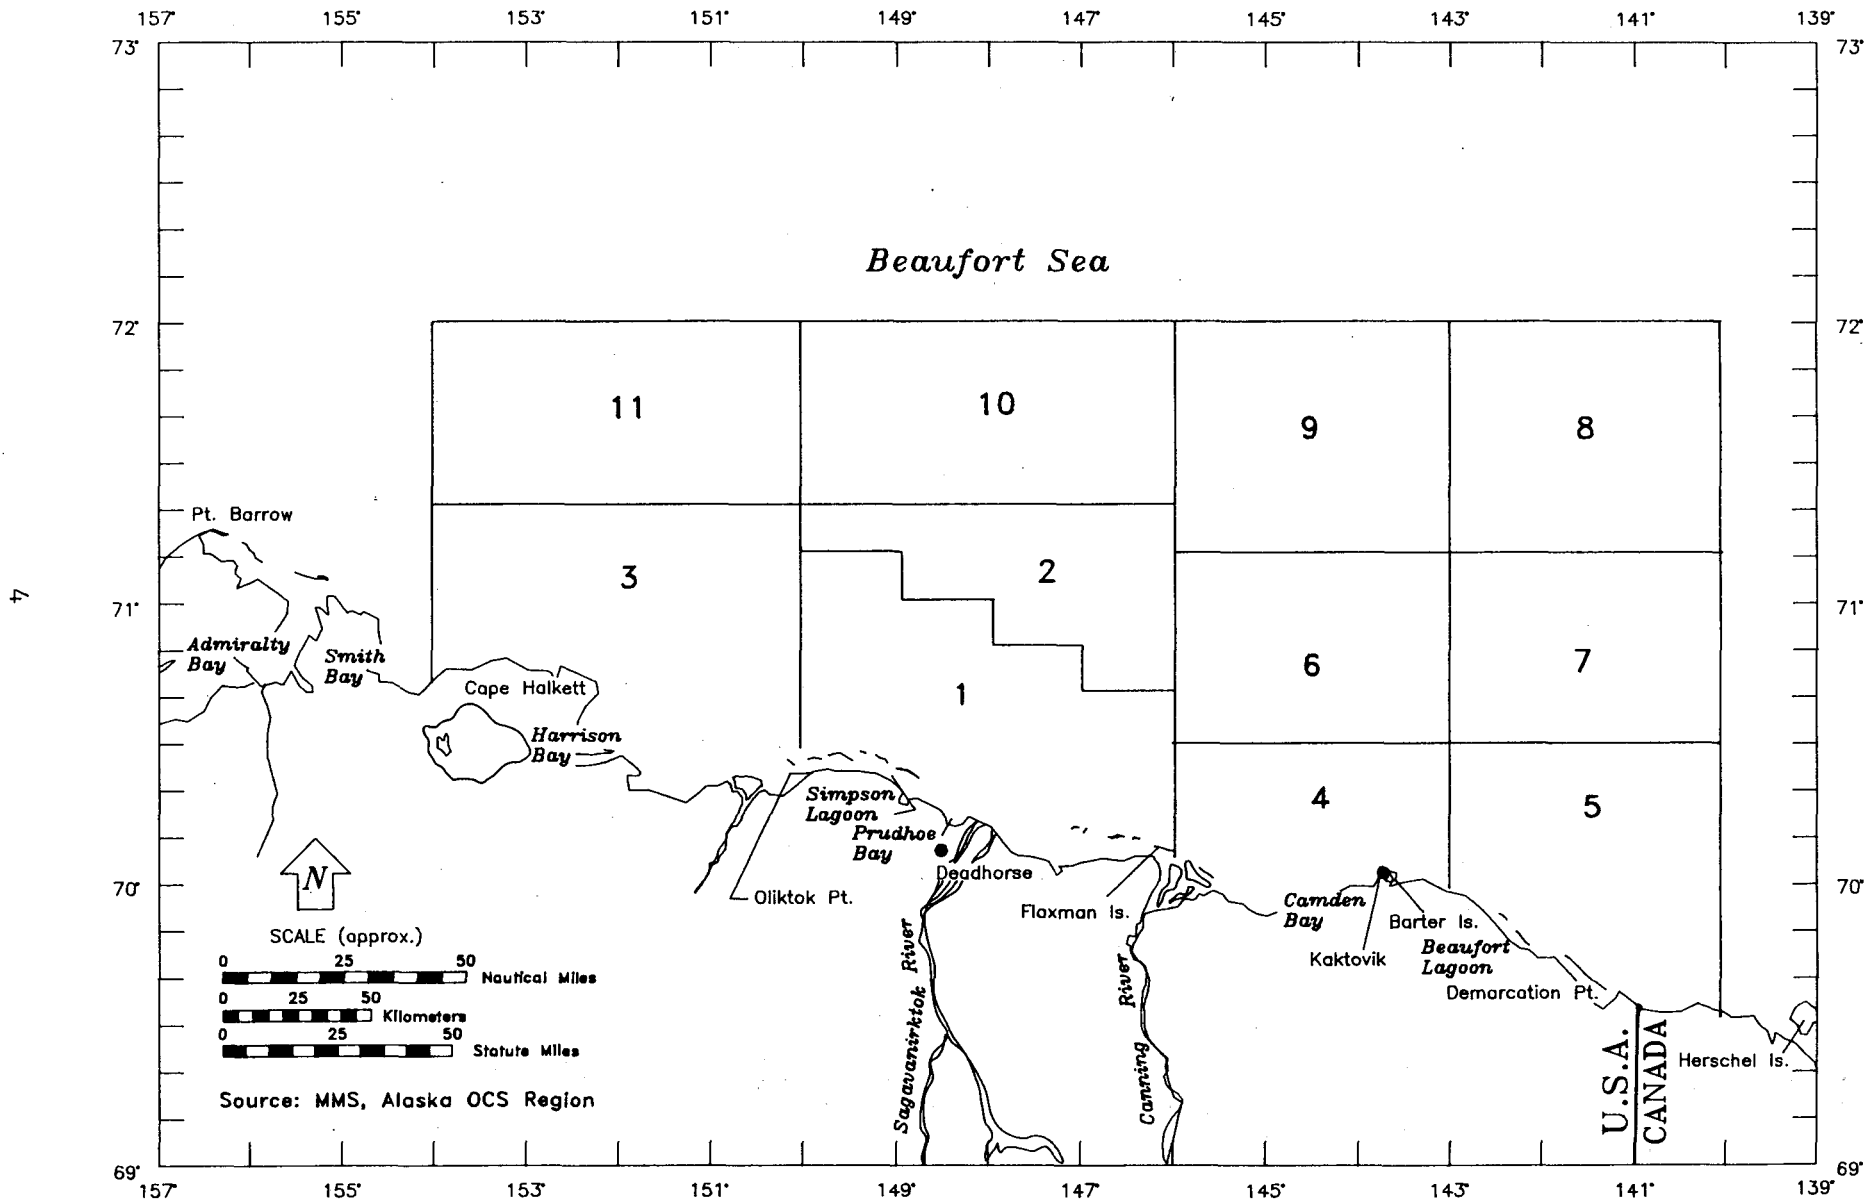 157° 155° 153° 151° 149° 147° 145° 143° 141° 139°
73° 73°
Beaufort Sea
72° 72°
11 10 9 8
Pt. Barrow
3 2
71° 71°
4
Admiralty
Bay
Smith
Bay
Cape Halkett
1 6 7
Harrison
Bay
Simpson
Lagoon
4 5
Prudhoe
Bay
Deadhorse
70° 70°
N
Oliktok Pt.
Flaxman Is.
Camden
Bay
Barter Is.
Kaktovik
Beaufort
Lagoon
Demarcation Pt.
SCALE (approx.)
0 25 50
Nautical Miles
0 25 50
Kilometers
0 25 50
Statute Miles
Sagavanirktok River
Canning River
U.S.A.
CANADA
Herschel Is.
Source: MMS, Alaska OCS Region
69°
157° 155° 153° 151° 149° 147° 145° 143° 141° 139°